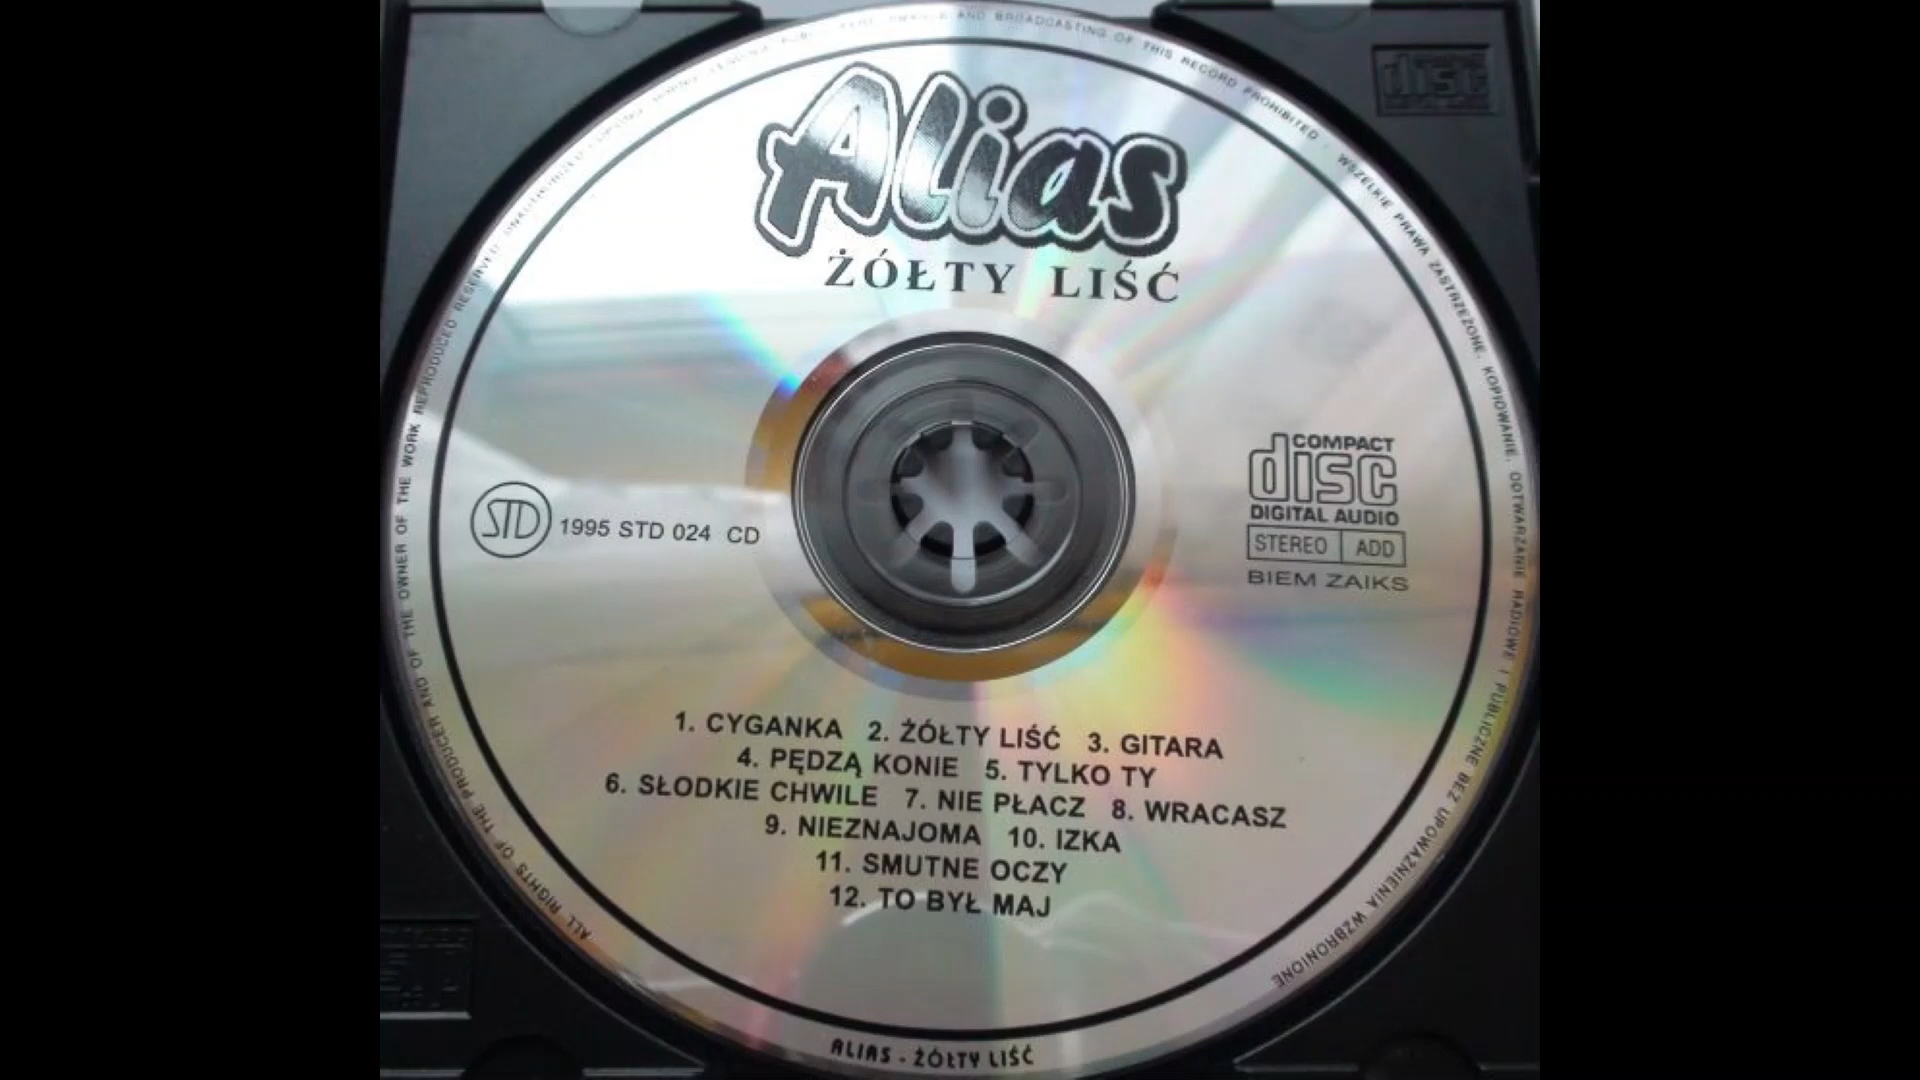 Alias
ŻÓŁTY LIŚĆ
COMPACT
disc
DIGITAL AUDIO
STEREO ADD
BIEM ZAIKS
STD 1995 STD 024 CD
1. CYGANKA 2. ŻÓŁTY LIŚĆ 3. GITARA
4. PĘDZĄ KONIE 5. TYLKO TY
6. SŁODKIE CHWILE 7. NIE PŁACZ 8. WRACASZ
9. NIEZNAJOMA 10. IZKA
11. SMUTNE OCZY
12. TO BYŁ MAJ
ALL RIGHTS OF THE PRODUCER AND OF THE OWNER OF THE WORK REPRODUCED RESERVED AND BROADCASTING OF THIS RECORD PROHIBITED · WSZELKIE PRAWA ZASTRZEŻONE. KOPIOWANIE, ODTWARZANIE RADIOWE I PUBLICZNE BEZ UPOWAŻNIENIA WZBRONIONE
ALIAS - ŻÓŁTY LIŚĆ
disc